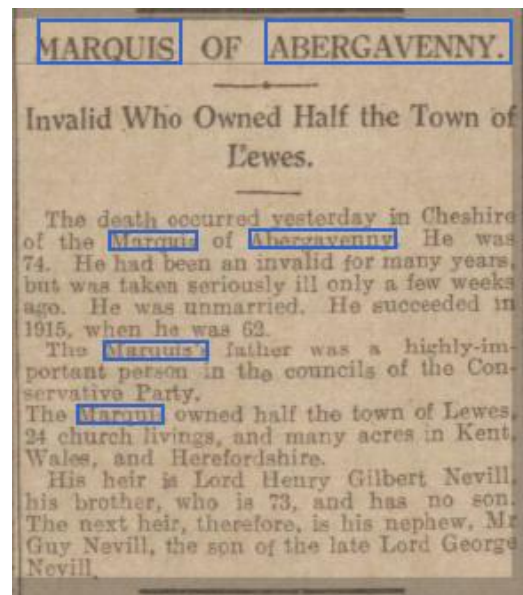 MARQUIS OF ABERGAVENNY.
Invalid Who Owned Half the Town of
Lewes.
The death occurred yesterday in Cheshire
of the Marquis of Abergavenny. He was
74. He had been an invalid for many years,
but was taken seriously ill only a few weeks
ago. He was unmarried. He succeeded in
1915, when he was 62.
The Marquis's father was a highly-im-
portant person in the councils of the Con-
servative Party.
The Marquis owned half the town of Lewes,
24 church livings, and many acres in Kent,
Wales, and Herefordshire.
His heir is Lord Henry Gilbert Nevill,
his brother, who is 73, and has no son.
The next heir, therefore, is his nephew, Mr
Guy Nevill, the son of the late Lord George
Nevill.